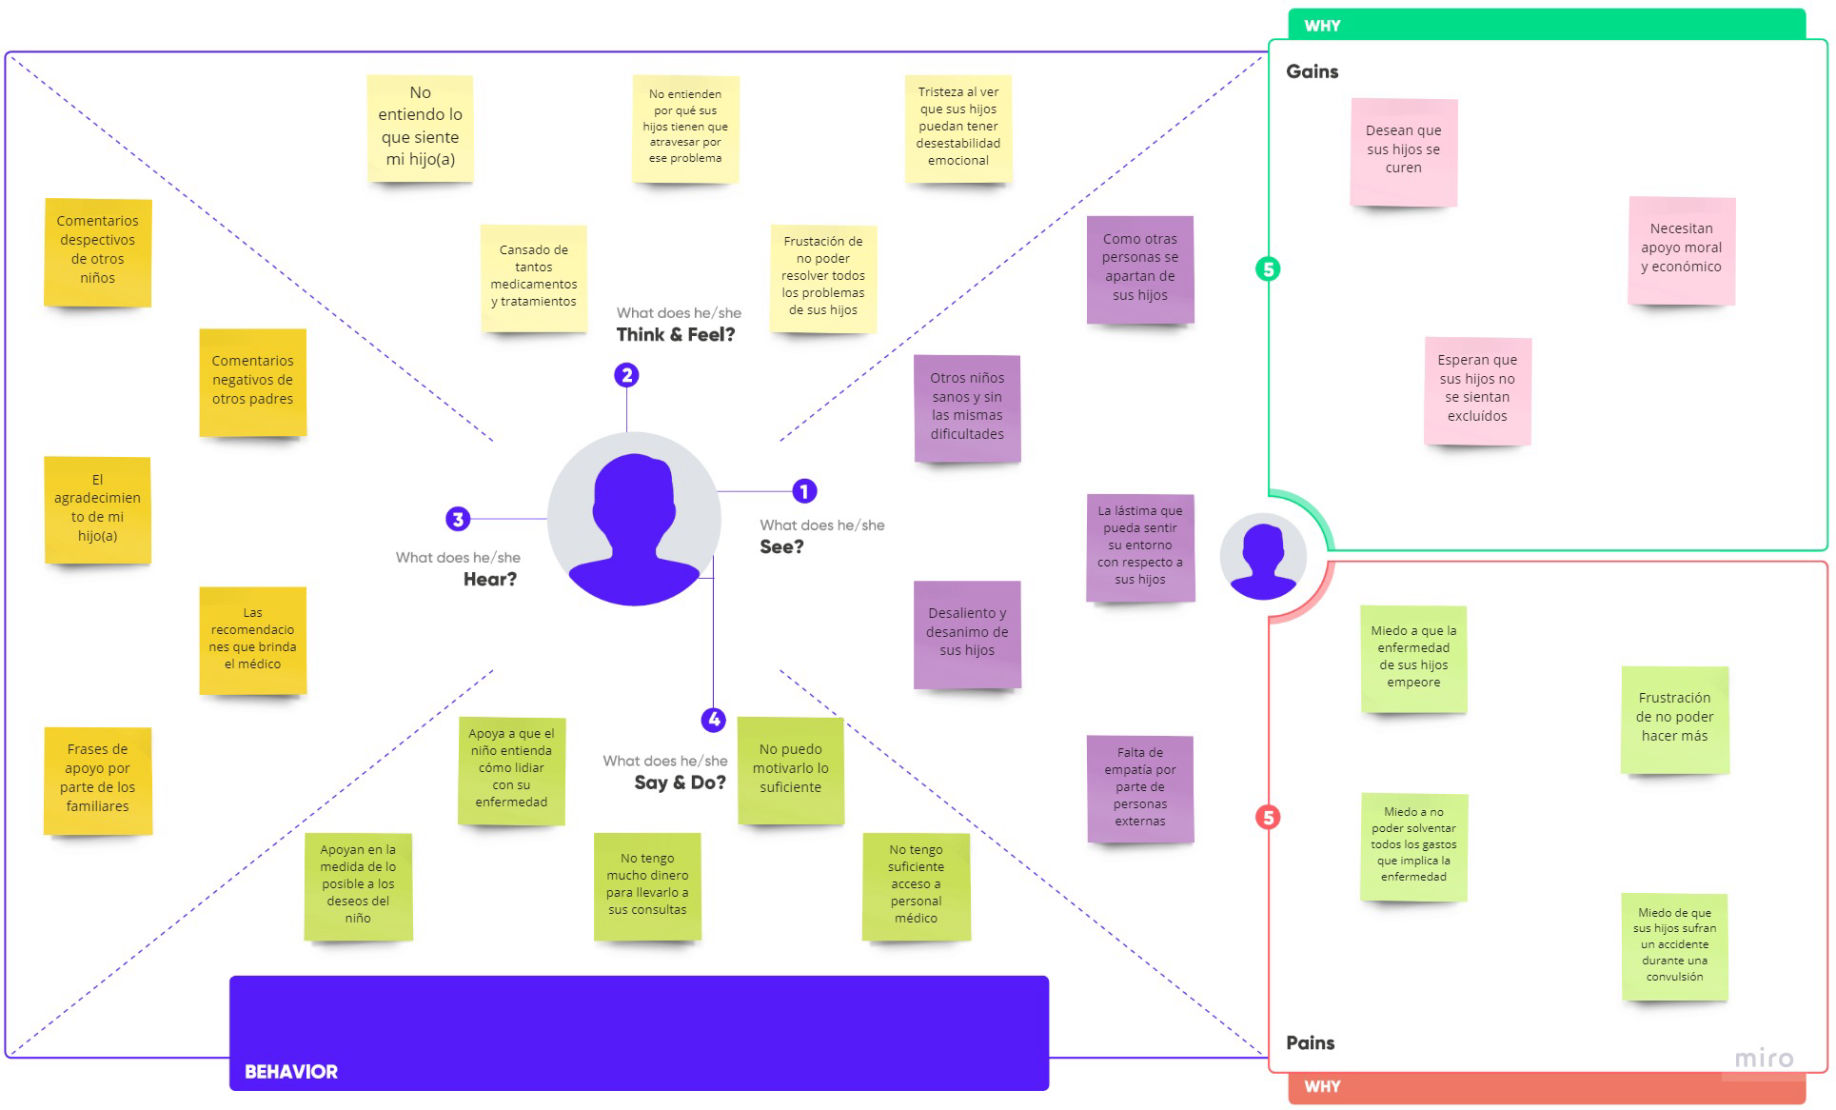 WHY
Gains
No
entiendo lo
que siente
mi hijo(a)
No entienden
por qué sus
hijos tienen que
atravesar por
ese problema
Tristeza al ver
que sus hijos
puedan tener
desestabilidad
emocional
Cansado de
tantos
medicamentos
y tratamientos
Frustación de
no poder
resolver todos
los problemas
de sus hijos
What does he/she
Think & Feel?
2
Comentarios
despectivos
de otros
niños
Comentarios
negativos de
otros padres
El
agradecimien
to de mi
hijo(a)
Las
recomendacio
nes que brinda
el médico
Frases de
apoyo por
parte de los
familiares
3
What does he/she
Hear?
1
What does he/she
See?
Como otras
personas se
apartan de
sus hijos
Otros niños
sanos y sin
las mismas
dificultades
La lástima que
pueda sentir
su entorno
con respecto a
sus hijos
Desaliento y
desanimo de
sus hijos
Falta de
empatía por
parte de
personas
externas
4
What does he/she
Say & Do?
Apoya a que el
niño entienda
cómo lidiar
con su
enfermedad
No puedo
motivarlo lo
suficiente
Apoyan en la
medida de lo
posible a los
deseos del
niño
No tengo
mucho dinero
para llevarlo a
sus consultas
No tengo
suficiente
acceso a
personal
médico
BEHAVIOR
5
Desean que
sus hijos se
curen
Necesitan
apoyo moral
y económico
Esperan que
sus hijos no
se sientan
excluídos
5
Miedo a que la
enfermedad
de sus hijos
empeore
Frustración
de no poder
hacer más
Miedo a no
poder solventar
todos los gastos
que implica la
enfermedad
Miedo de que
sus hijos sufran
un accidente
durante una
convulsión
Pains
miro
WHY